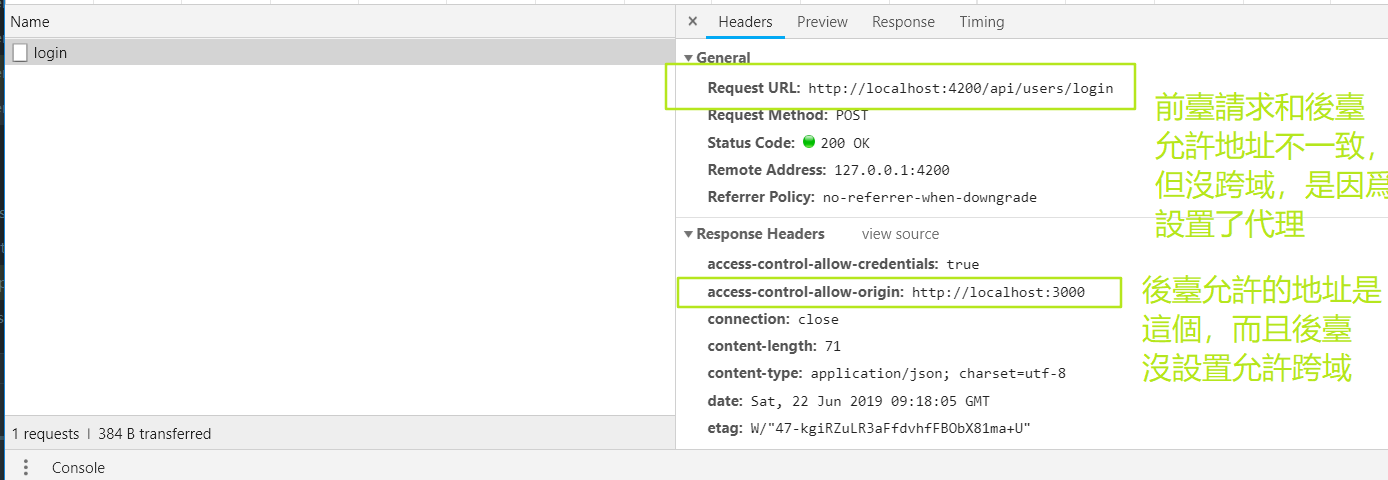 Name
login
Headers Preview Response Timing
General
Request URL: http://localhost:4200/api/users/login
Request Method: POST
Status Code: 200 OK
Remote Address: 127.0.0.1:4200
Referrer Policy: no-referrer-when-downgrade
前臺請求和後臺
允許地址不一致,
但沒跨域,是因爲
設置了代理
Response Headers view source
access-control-allow-credentials: true
access-control-allow-origin: http://localhost:3000
connection: close
content-length: 71
content-type: application/json; charset=utf-8
date: Sat, 22 Jun 2019 09:18:05 GMT
etag: W/"47-kgiRZuLR3aFfdvhfFBObX81ma+U"
後臺允許的地址是
這個,而且後臺
沒設置允許跨域
1 requests | 384 B transferred
Console